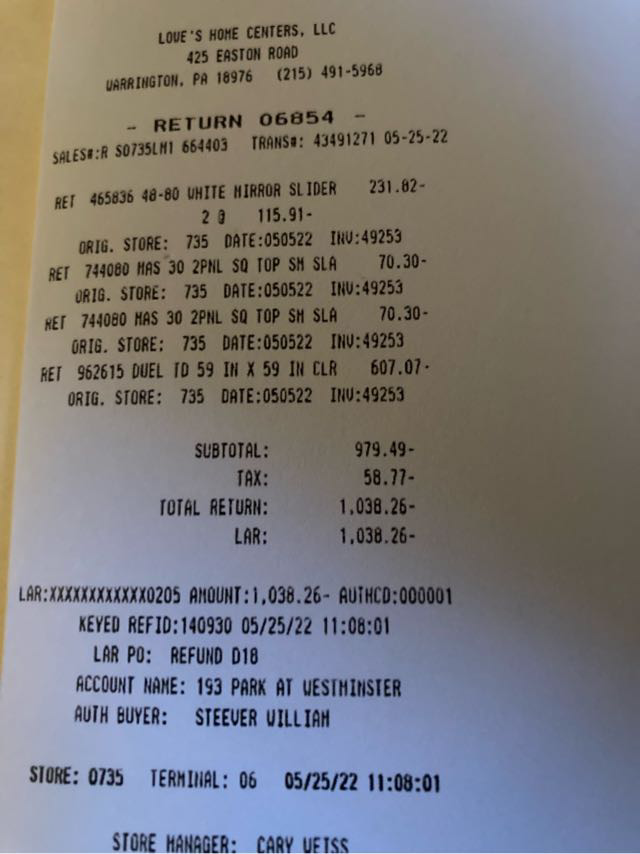 LOWE'S HOME CENTERS, LLC
425 EASTON ROAD
WARRINGTON, PA 18976 (215) 491-5968
- RETURN 06854 -
SALES#:R S0735LM1 664403 TRANS#: 43491271 05-25-22
RET 465836 48-80 WHITE MIRROR SLIDER 231.82-
2 @ 115.91-
ORIG. STORE: 735 DATE:050522 INV:49253
RET 744080 MAS 30 2PNL SQ TOP SM SLA 70.30-
ORIG. STORE: 735 DATE:050522 INV:49253
RET 744080 MAS 30 2PNL SQ TOP SM SLA 70.30-
ORIG. STORE: 735 DATE:050522 INV:49253
RET 962615 DUEL TD 59 IN X 59 IN CLR 607.07-
ORIG. STORE: 735 DATE:050522 INV:49253
SUBTOTAL: 979.49-
TAX: 58.77-
TOTAL RETURN: 1,038.26-
LAR: 1,038.26-
LAR:XXXXXXXXXXXX0205 AMOUNT:1,038.26- AUTHCD:000001
KEYED REFID:140930 05/25/22 11:08:01
LAR PO: REFUND D18
ACCOUNT NAME: 193 PARK AT WESTMINSTER
AUTH BUYER: STEEVER WILLIAM
STORE: 0735 TERMINAL: 06 05/25/22 11:08:01
STORE MANAGER: CARY WEISS